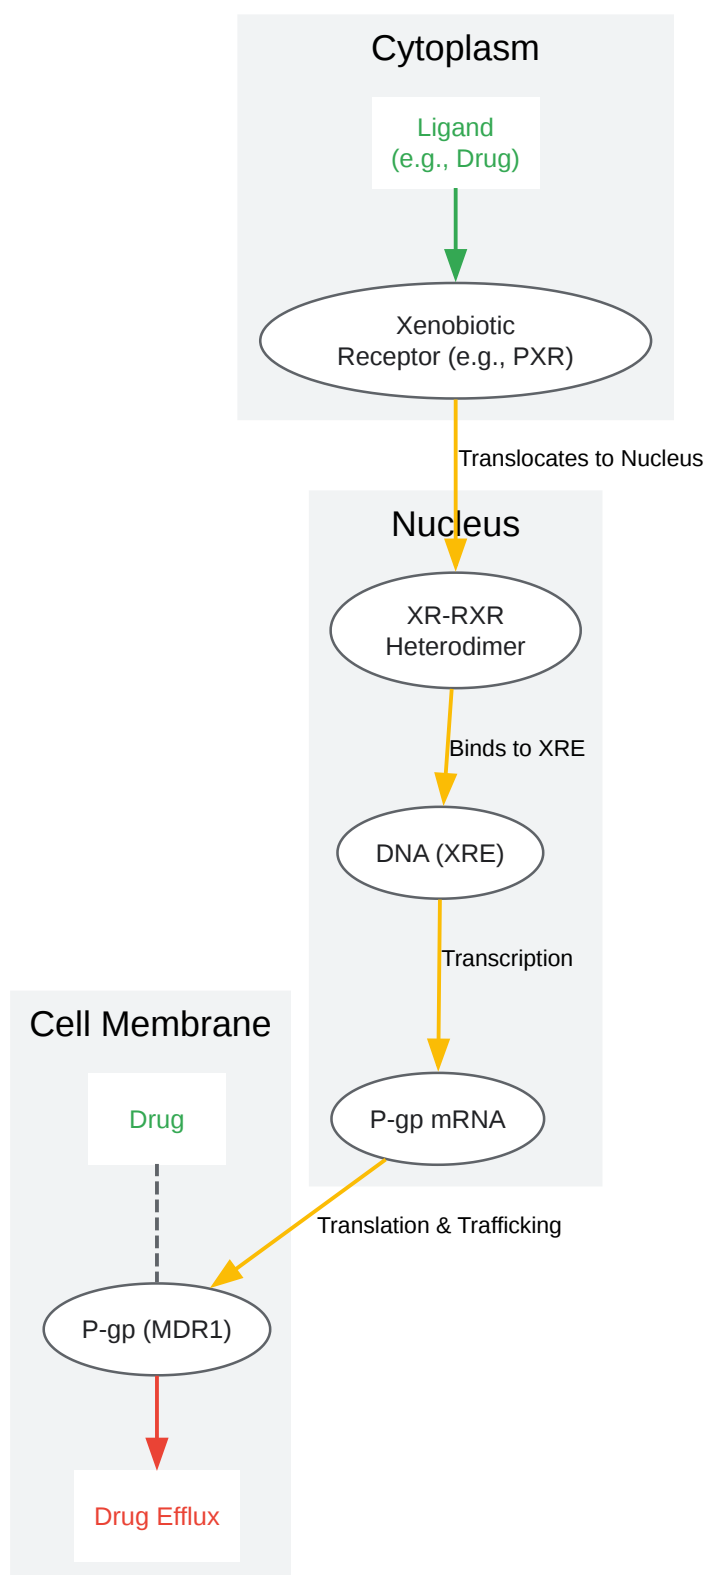 Cytoplasm
Ligand
(e.g., Drug)
Xenobiotic
Receptor (e.g., PXR)
Translocates to Nucleus
Nucleus
XR-RXR
Heterodimer
Binds to XRE
DNA (XRE)
Transcription
P-gp mRNA
Cell Membrane
Drug
Translation & Trafficking
P-gp (MDR1)
Drug Efflux